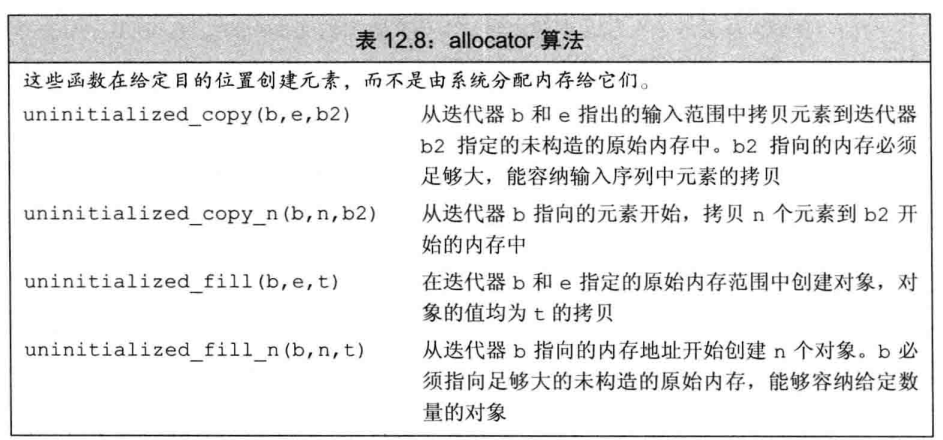 表 12.8：allocator 算法
这些函数在给定目的位置创建元素，而不是由系统分配内存给它们。
uninitialized_copy(b,e,b2) 从迭代器 b 和 e 指出的输入范围中拷贝元素到迭代器
b2 指定的未构造的原始内存中。b2 指向的内存必须
足够大，能容纳输入序列中元素的拷贝
uninitialized_copy_n(b,n,b2) 从迭代器 b 指向的元素开始，拷贝 n 个元素到 b2 开
始的内存中
uninitialized_fill(b,e,t) 在迭代器 b 和 e 指定的原始内存范围中创建对象，对
象的值均为 t 的拷贝
uninitialized_fill_n(b,n,t) 从迭代器 b 指向的内存地址开始创建 n 个对象。b 必
须指向足够大的未构造的原始内存，能够容纳给定数
量的对象